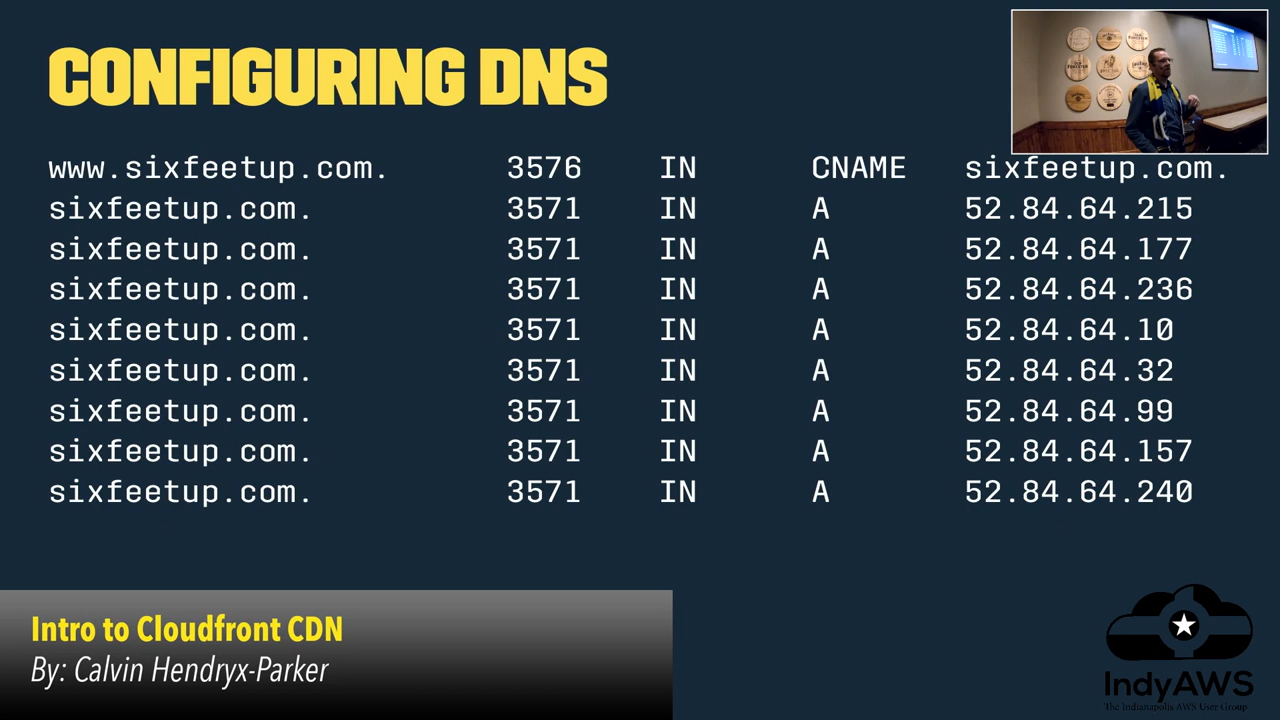 CONFIGURING DNS
www.sixfeetup.com. 3576 IN CNAME sixfeetup.com.
sixfeetup.com. 3571 IN A 52.84.64.215
sixfeetup.com. 3571 IN A 52.84.64.177
sixfeetup.com. 3571 IN A 52.84.64.236
sixfeetup.com. 3571 IN A 52.84.64.10
sixfeetup.com. 3571 IN A 52.84.64.32
sixfeetup.com. 3571 IN A 52.84.64.99
sixfeetup.com. 3571 IN A 52.84.64.157
sixfeetup.com. 3571 IN A 52.84.64.240
Intro to Cloudfront CDN
By: Calvin Hendryx-Parker
IndyAWS
The Indianapolis AWS User Group